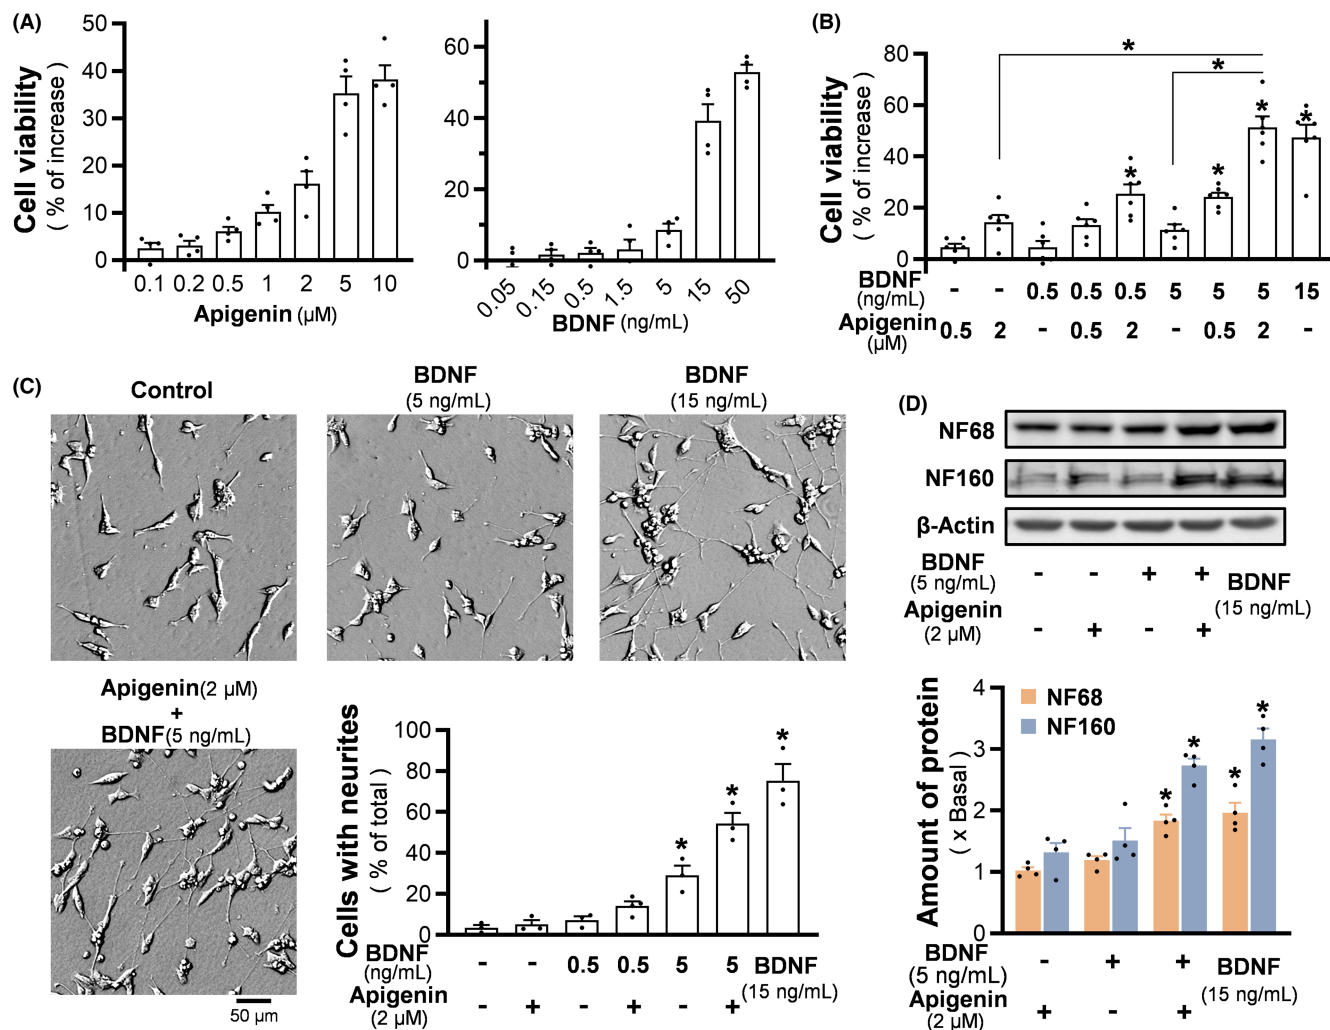 (A)
50
40
30
20
10
0
Cell viability
( % of increase )
0.1 0.2 0.5 1 2 5 10
Apigenin (µM)
60
40
20
0
0.05 0.15 0.5 1.5 5 15 50
BDNF (ng/mL)
(B)
80
60
40
20
0
Cell viability
( % of increase )
* *
* * * *
BDNF (ng/mL) - - 0.5 0.5 0.5 5 5 5 15
Apigenin (µM) 0.5 2 - 0.5 2 - 0.5 2 -
(C)
Control
BDNF
(5 ng/mL)
BDNF
(15 ng/mL)
Apigenin(2 µM)
+
BDNF(5 ng/mL)
50 µm
100
80
60
40
20
0
Cells with neurites
( % of total )
* * *
BDNF (ng/mL) - - 0.5 0.5 5 5 BDNF (15 ng/mL)
Apigenin (2 µM) - + - + - +
(D)
NF68
NF160
β-Actin
BDNF (5 ng/mL) - - + + BDNF (15 ng/mL)
Apigenin (2 µM) - + - +
4
3
2
1
0
Amount of protein
( x Basal )
NF68
NF160
* * * *
BDNF (5 ng/mL) - + + BDNF (15 ng/mL)
Apigenin (2 µM) + - +